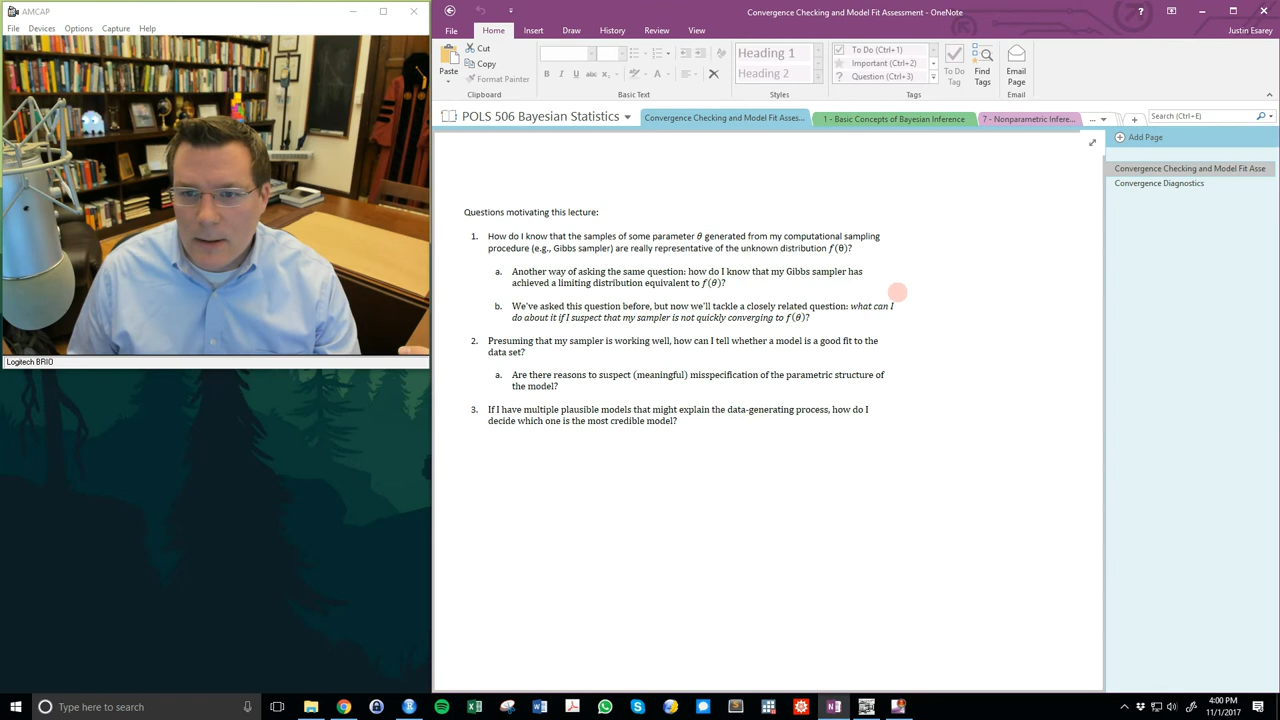 AMCAP
File Devices Options Capture Help
Logitech BRIO
Convergence Checking and Model Fit Assessment - OneNote
File Home Insert Draw History Review View
Justin Esarey
Paste
Cut
Copy
Format Painter
Clipboard
B I U abc x
Basic Text
Heading 1
Heading 2
Styles
To Do (Ctrl+1)
Important (Ctrl+2)
Question (Ctrl+3)
To Do
Tag
Find
Tags
Tags
Email
Page
Email
POLS 506 Bayesian Statistics
Convergence Checking and Model Fit Asses...
1 - Basic Concepts of Bayesian Inference
7 - Nonparametric Infere...
...
Search (Ctrl+E)
Add Page
Convergence Checking and Model Fit Asse
Convergence Diagnostics
Questions motivating this lecture:
1. How do I know that the samples of some parameter θ generated from my computational sampling
procedure (e.g., Gibbs sampler) are really representative of the unknown distribution f(θ)?
a. Another way of asking the same question: how do I know that my Gibbs sampler has
achieved a limiting distribution equivalent to f(θ)?
b. We've asked this question before, but now we'll tackle a closely related question: what can I
do about it if I suspect that my sampler is not quickly converging to f(θ)?
2. Presuming that my sampler is working well, how can I tell whether a model is a good fit to the
data set?
a. Are there reasons to suspect (meaningful) misspecification of the parametric structure of
the model?
3. If I have multiple plausible models that might explain the data-generating process, how do I
decide which one is the most credible model?
Type here to search
4:00 PM
11/1/2017